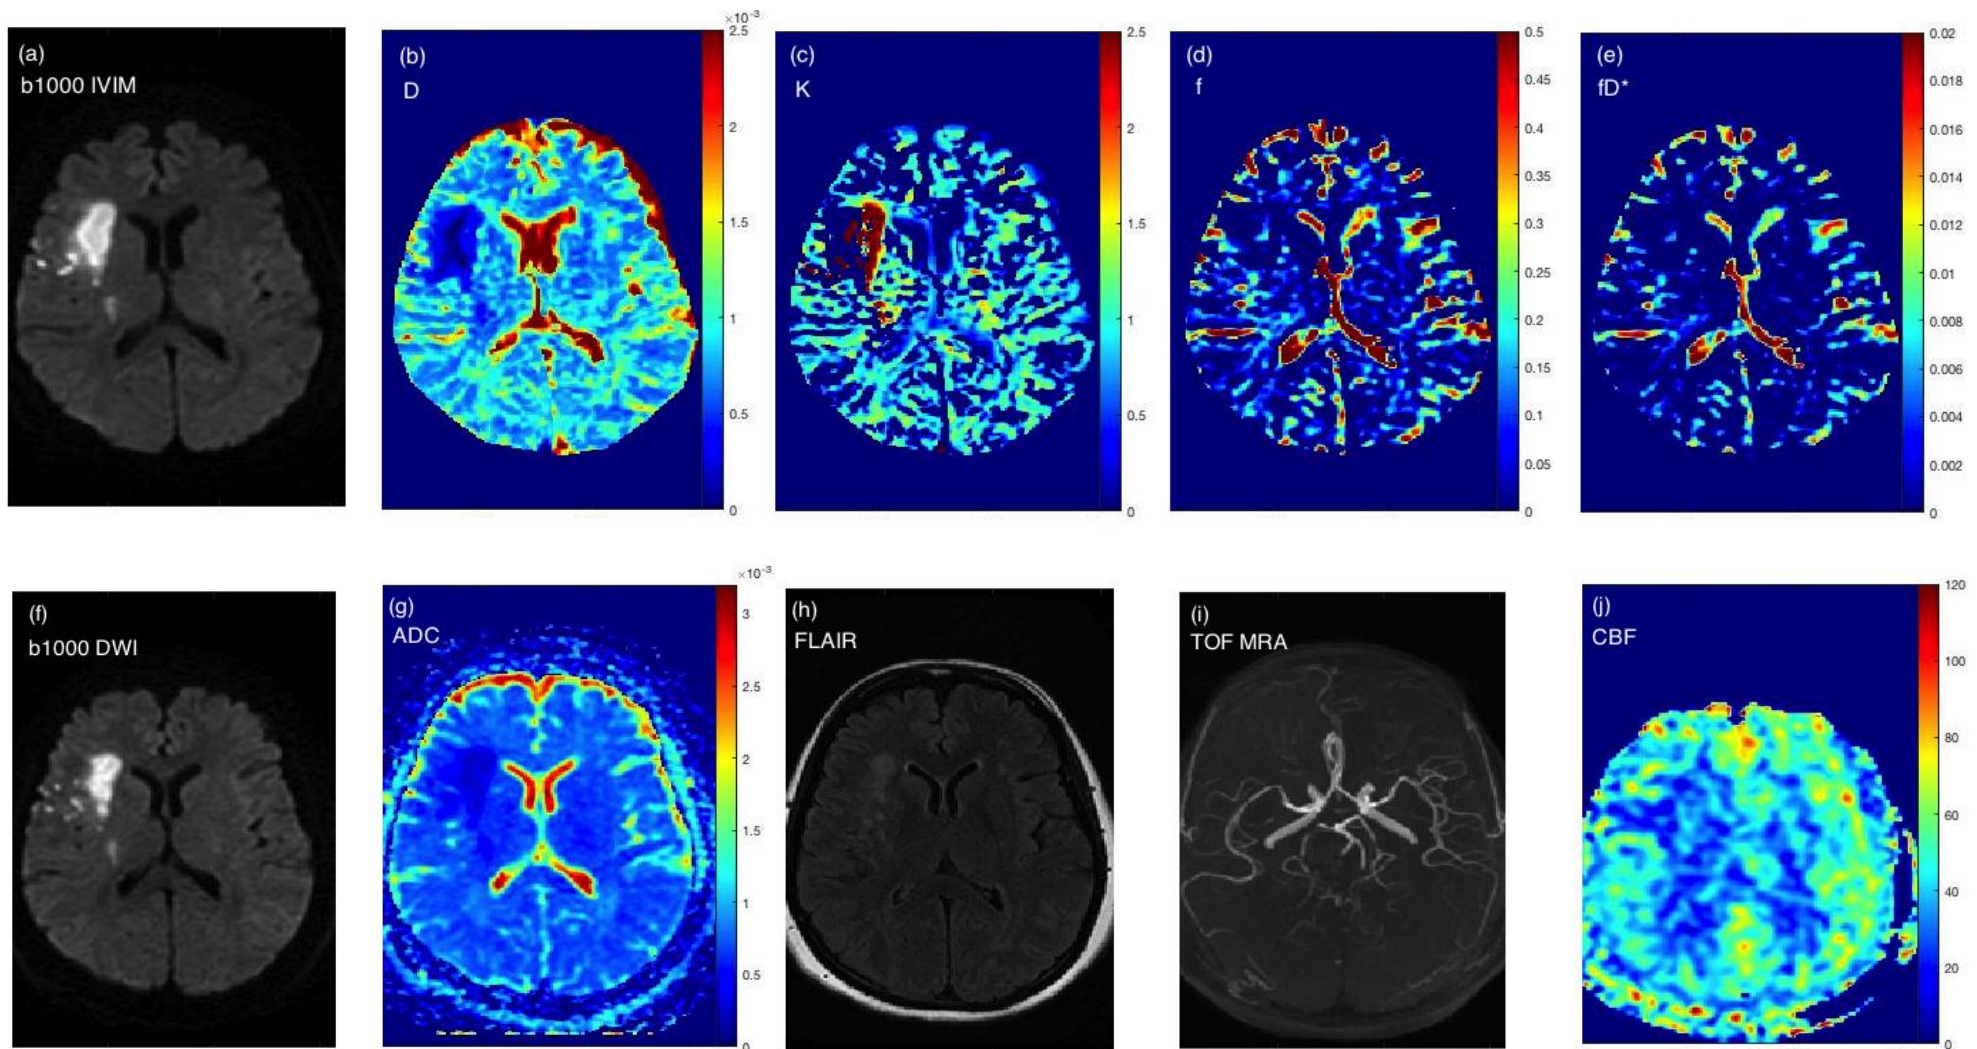 (a)
b1000 IVIM
(b)
D
×10⁻³
2.5
2
1.5
1
0.5
0
(c)
K
2.5
2
1.5
1
0.5
0
(d)
f
0.5
0.45
0.4
0.35
0.3
0.25
0.2
0.15
0.1
0.05
0
(e)
fD*
0.02
0.018
0.016
0.014
0.012
0.01
0.008
0.006
0.004
0.002
0
(f)
b1000 DWI
(g)
ADC
×10⁻³
3
2.5
2
1.5
1
0.5
0
(h)
FLAIR
(i)
TOF MRA
(j)
CBF
120
100
80
60
40
20
0